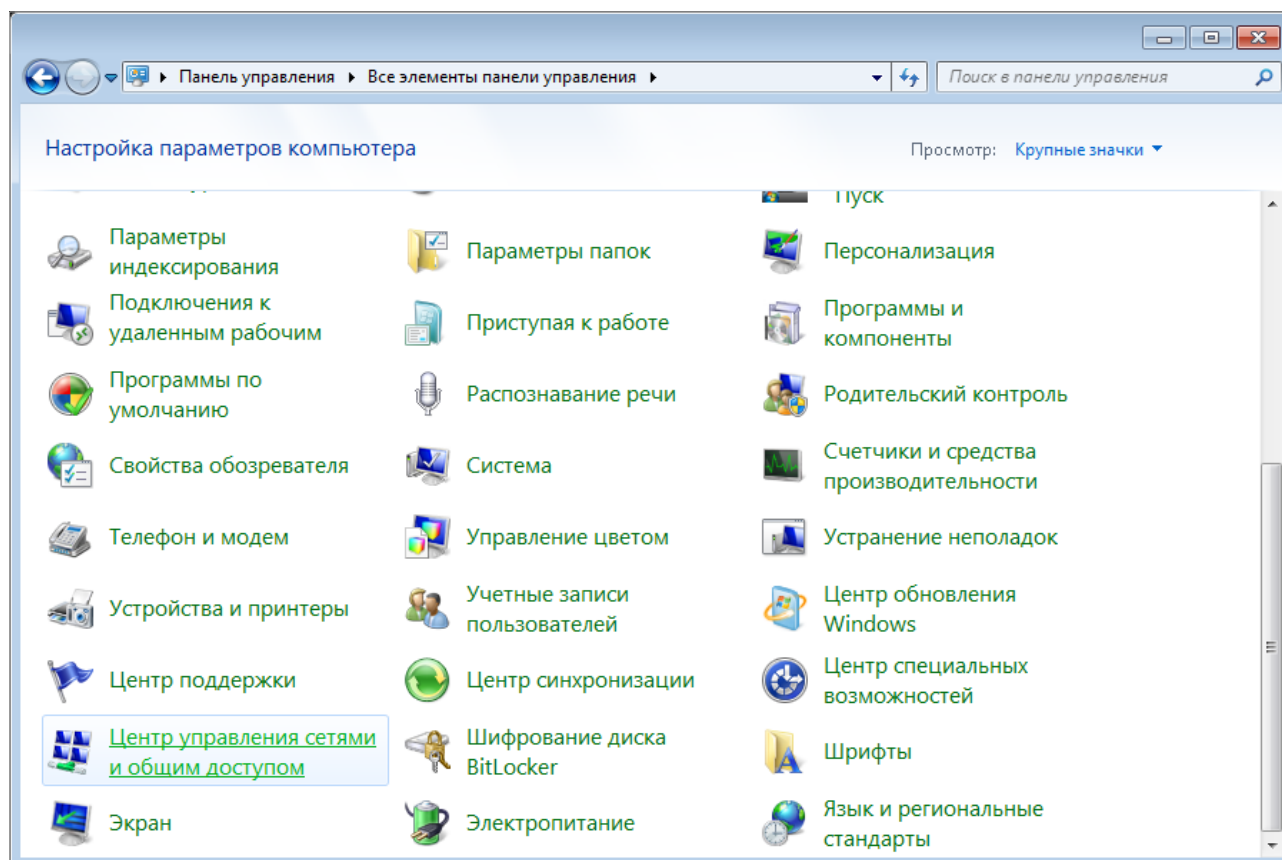 Панель управления ▸ Все элементы панели управления ▸
Поиск в панели управления
Настройка параметров компьютера
Просмотр: Крупные значки
Пуск
Параметры
индексирования
Параметры папок
Персонализация
Подключения к
удаленным рабочим
Приступая к работе
Программы и
компоненты
Программы по
умолчанию
Распознавание речи
Родительский контроль
Свойства обозревателя
Система
Счетчики и средства
производительности
Телефон и модем
Управление цветом
Устранение неполадок
Устройства и принтеры
Учетные записи
пользователей
Центр обновления
Windows
Центр поддержки
Центр синхронизации
Центр специальных
возможностей
Центр управления сетями
и общим доступом
Шифрование диска
BitLocker
Шрифты
Экран
Электропитание
Язык и региональные
стандарты